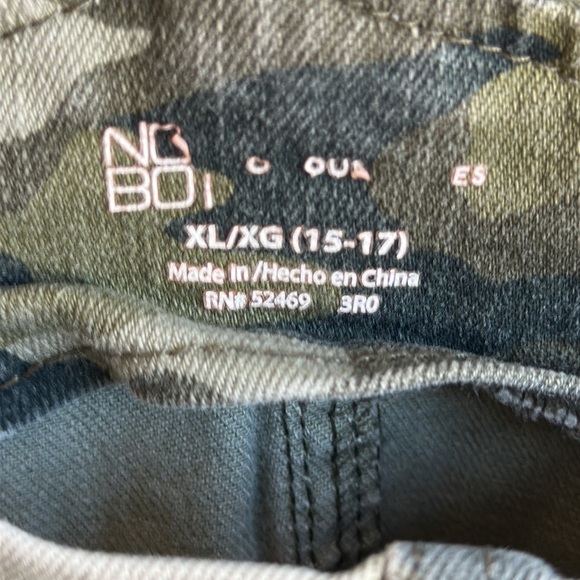 NO
BO
XL/XG (15-17)
Made In/Hecho en China
RN# 52469 3R0